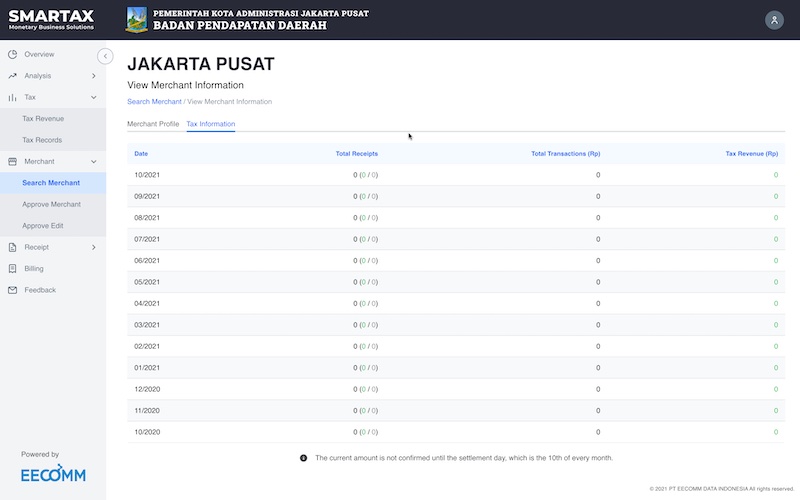 SMARTAX
Monetary Business Solutions
PEMERINTAH KOTA ADMINISTRASI JAKARTA PUSAT
BADAN PENDAPATAN DAERAH
Overview
Analysis
Tax
Tax Revenue
Tax Records
Merchant
Search Merchant
Approve Merchant
Approve Edit
Receipt
Billing
Feedback
Powered by
EECOMM
JAKARTA PUSAT
View Merchant Information
Search Merchant / View Merchant Information
Merchant Profile Tax Information
Date Total Receipts Total Transactions (Rp) Tax Revenue (Rp)
10/2021 0 (0 / 0) 0 0
09/2021 0 (0 / 0) 0 0
08/2021 0 (0 / 0) 0 0
07/2021 0 (0 / 0) 0 0
06/2021 0 (0 / 0) 0 0
05/2021 0 (0 / 0) 0 0
04/2021 0 (0 / 0) 0 0
03/2021 0 (0 / 0) 0 0
02/2021 0 (0 / 0) 0 0
01/2021 0 (0 / 0) 0 0
12/2020 0 (0 / 0) 0 0
11/2020 0 (0 / 0) 0 0
10/2020 0 (0 / 0) 0 0
The current amount is not confirmed until the settlement day, which is the 10th of every month.
© 2021 PT EECOMM DATA INDONESIA All rights reserved